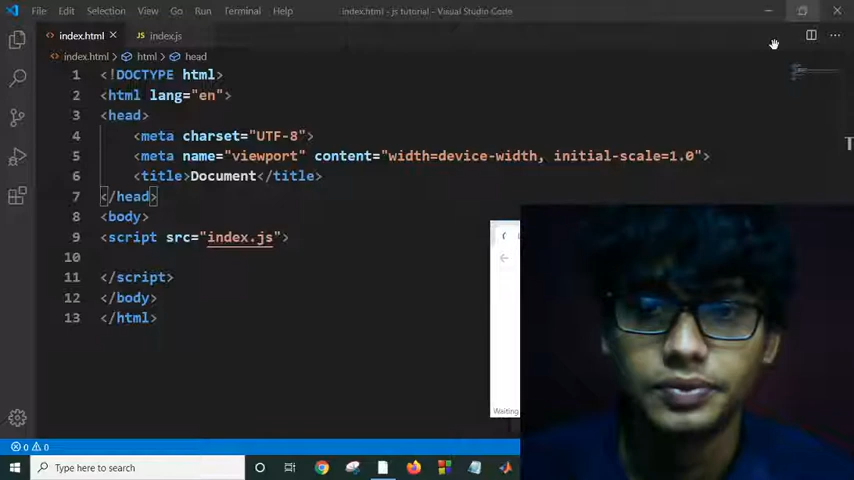 File Edit Selection View Go Run Terminal Help index.html - js tutorial - Visual Studio Code
index.html JS index.js
index.html html head
1 <!DOCTYPE html>
2 <html lang="en">
3 <head>
4 <meta charset="UTF-8">
5 <meta name="viewport" content="width=device-width, initial-scale=1.0">
6 <title>Document</title>
7 </head>
8 <body>
9 <script src="index.js">
10
11 </script>
12 </body>
13 </html>
T
Waiting
0 0
Type here to search